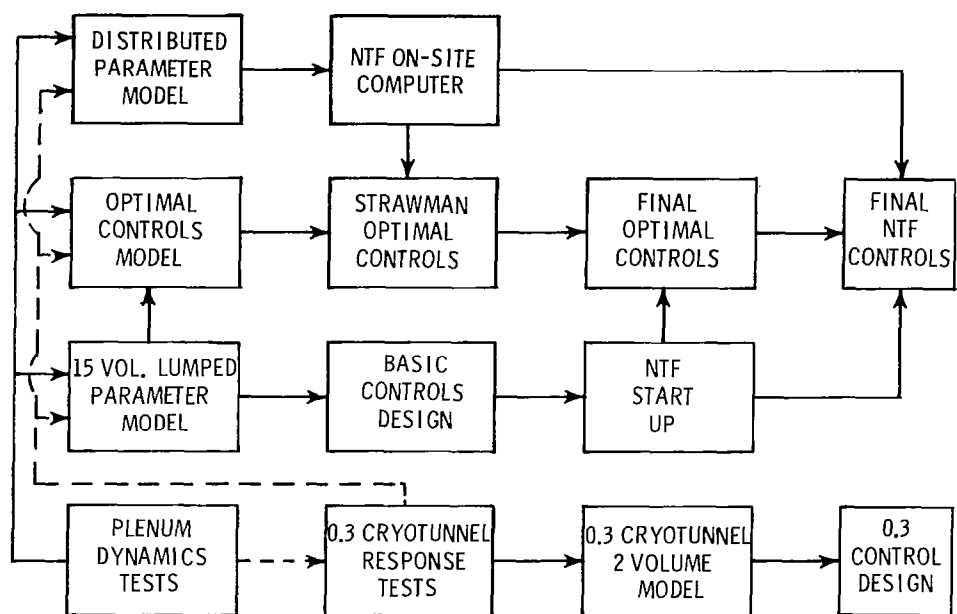 DISTRIBUTED
PARAMETER
MODEL
NTF ON-SITE
COMPUTER
OPTIMAL
CONTROLS
MODEL
STRAWMAN
OPTIMAL
CONTROLS
FINAL
OPTIMAL
CONTROLS
FINAL
NTF
CONTROLS
15 VOL. LUMPED
PARAMETER
MODEL
BASIC
CONTROLS
DESIGN
NTF
START
UP
PLENUM
DYNAMICS
TESTS
0.3 CRYOTUNNEL
RESPONSE
TESTS
0.3 CRYOTUNNEL
2 VOLUME
MODEL
0.3
CONTROL
DESIGN